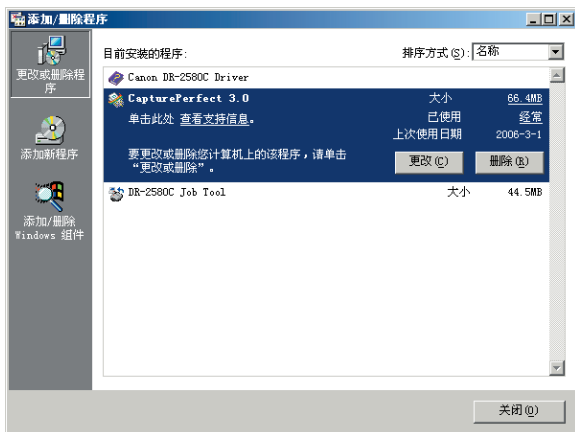 添加/删除程序
更改或删除程
序
添加新程序
添加/删除
Windows 组件
目前安装的程序:
排序方式(S): 名称
Canon DR-2580C Driver
CapturePerfect 3.0 大小 66.4MB
单击此处 查看支持信息。 已使用 经常
上次使用日期 2006-3-1
要更改或删除您计算机上的该程序，请单击
“更改或删除”。
更改(C) 删除(R)
DR-2580C Job Tool 大小 44.5MB
关闭(O)